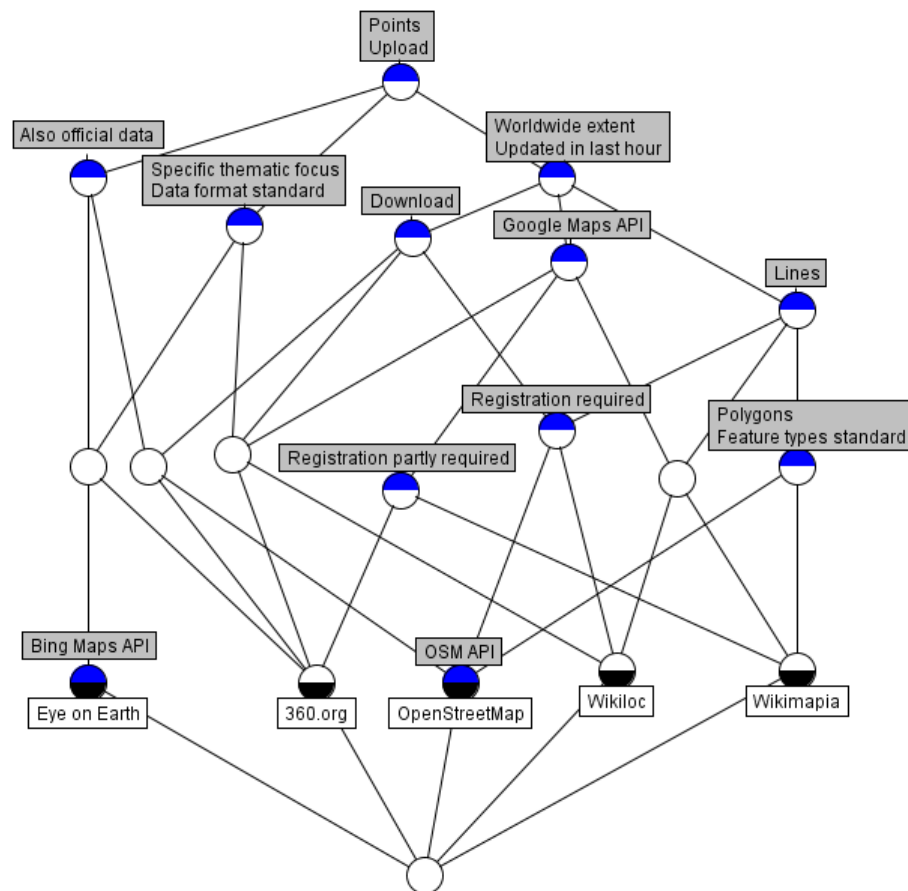 Points
Upload
Also official data
Worldwide extent
Updated in last hour
Specific thematic focus
Data format standard
Download
Google Maps API
Lines
Registration required
Polygons
Feature types standard
Registration partly required
Bing Maps API
OSM API
Eye on Earth
360.org
OpenStreetMap
Wikiloc
Wikimapia